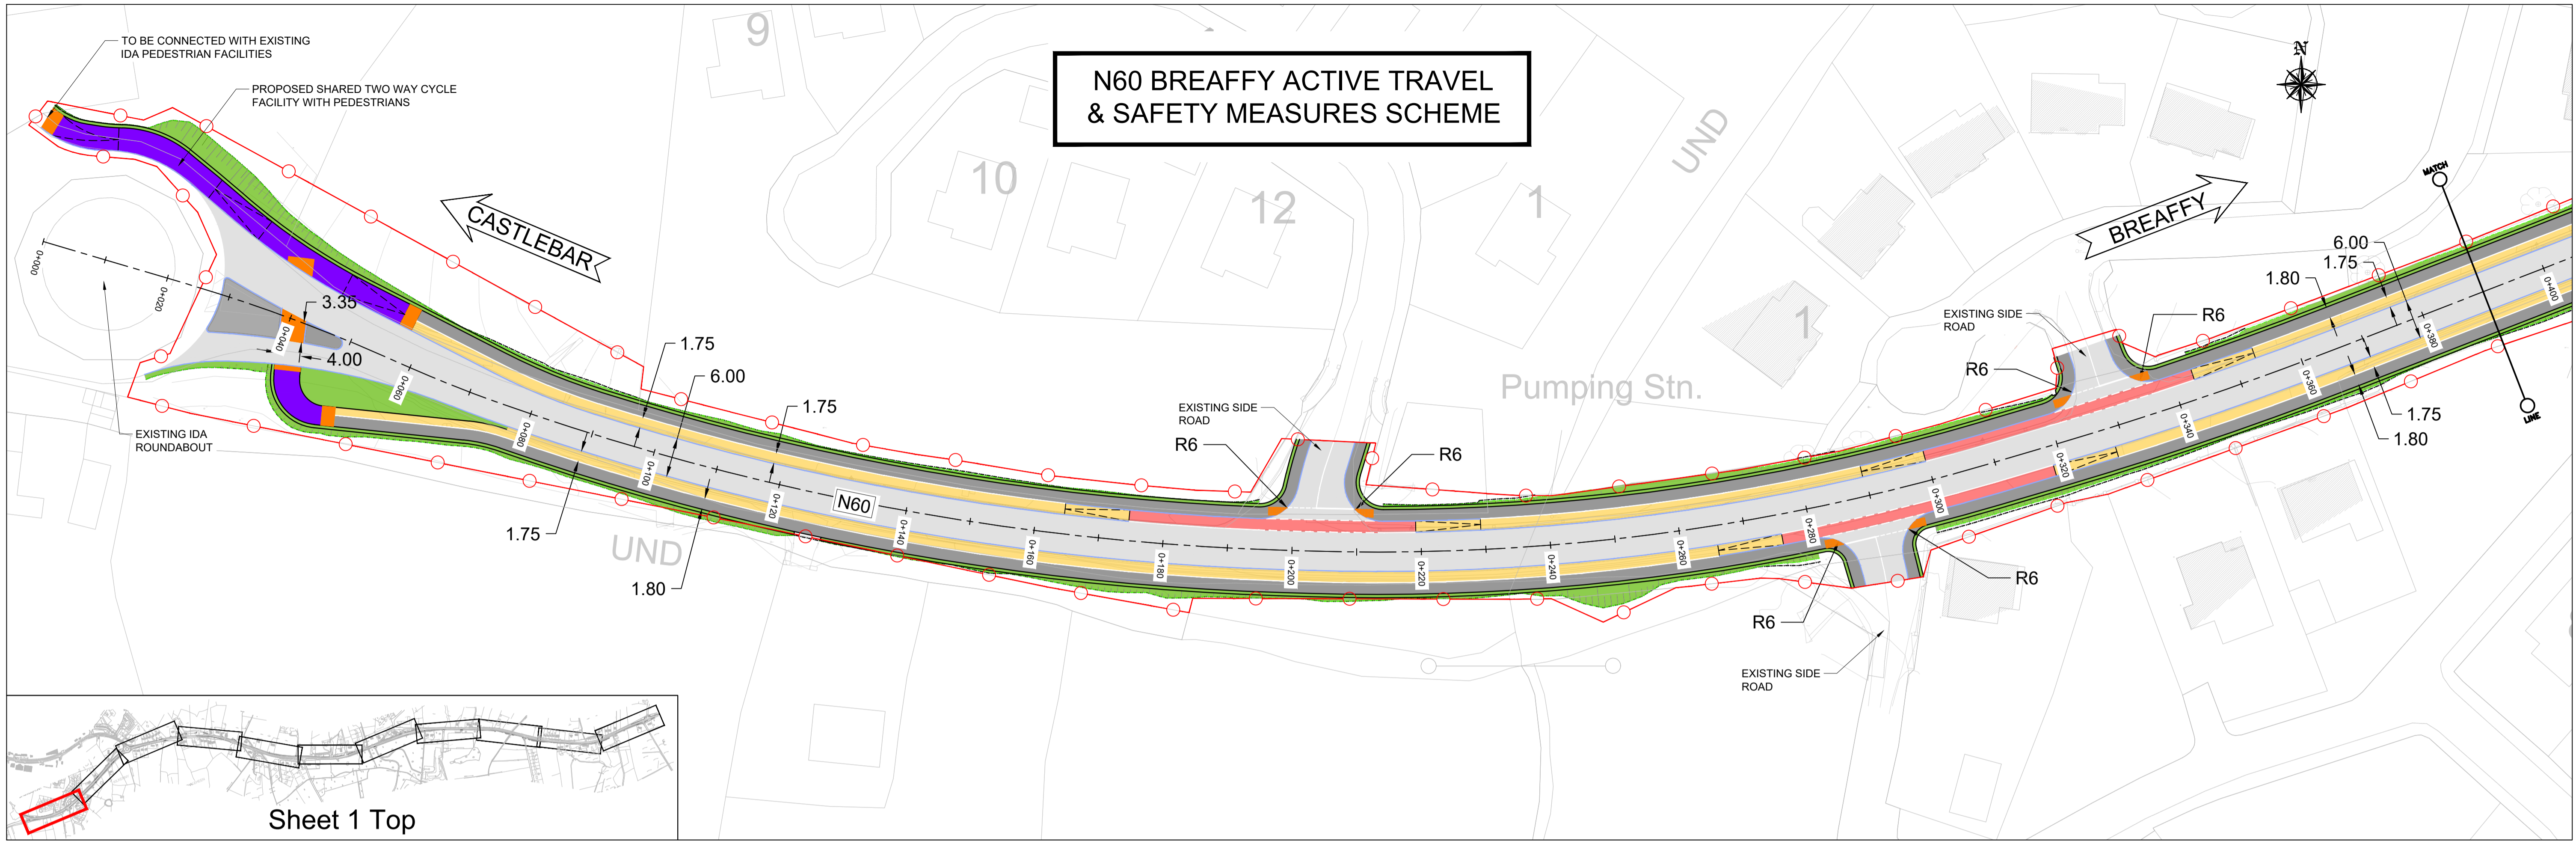 TO BE CONNECTED WITH EXISTING
IDA PEDESTRIAN FACILITIES
PROPOSED SHARED TWO WAY CYCLE
FACILITY WITH PEDESTRIANS
N60 BREAFFY ACTIVE TRAVEL
& SAFETY MEASURES SCHEME
N
9
10
12
1
1
UND
UND
Pumping Stn.
CASTLEBAR
BREAFFY
MATCH
LINE
EXISTING IDA
ROUNDABOUT
EXISTING SIDE
ROAD
EXISTING SIDE
ROAD
EXISTING SIDE
ROAD
N60
3.35
4.00
1.75
6.00
1.75
1.75
1.80
R6
R6
R6
R6
R6
R6
6.00
1.75
1.80
1.75
1.80
0+000
0+020
0+040
0+060
0+080
0+100
0+120
0+140
0+160
0+180
0+200
0+220
0+240
0+260
0+280
0+300
0+320
0+340
0+360
0+380
0+400
Sheet 1 Top